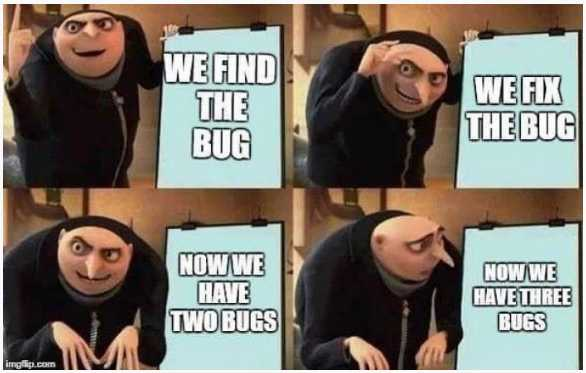 WE FIND
THE
BUG
WE FIX
THE BUG
NOW WE
HAVE
TWO BUGS
NOW WE
HAVE THREE
BUGS
imgflip.com